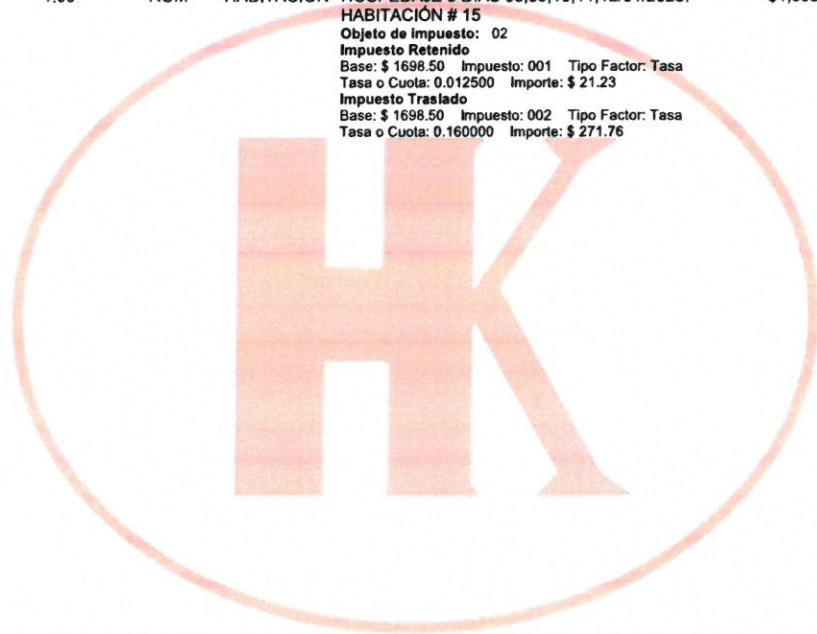 HABITACIÓN # 15
Objeto de impuesto: 02
Impuesto Retenido
Base: $ 1698.50 Impuesto: 001 Tipo Factor: Tasa
Tasa o Cuota: 0.012500 Importe: $ 21.23
Impuesto Traslado
Base: $ 1698.50 Impuesto: 002 Tipo Factor: Tasa
Tasa o Cuota: 0.160000 Importe: $ 271.76
HK